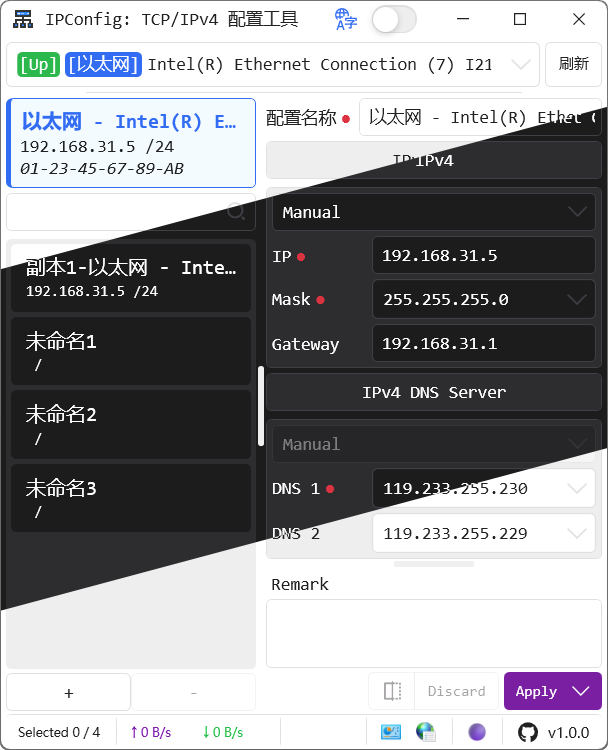 IPConfig: TCP/IPv4 配置工具
[Up] [以太网] Intel(R) Ethernet Connection (7) I21
刷新
以太网 - Intel(R) E…
192.168.31.5 /24
01-23-45-67-89-AB
副本1-以太网 - Inte…
192.168.31.5 /24
未命名1
/
未命名2
/
未命名3
/
+ -
配置名称
以太网 - Intel(R)
IPv4
Manual
IP 192.168.31.5
Mask 255.255.255.0
Gateway 192.168.31.1
IPv4 DNS Server
Manual
DNS 1 119.233.255.230
DNS 2 119.233.255.229
Remark
Discard
Apply
Selected 0 / 4
↑0 B/s
↓0 B/s
v1.0.0